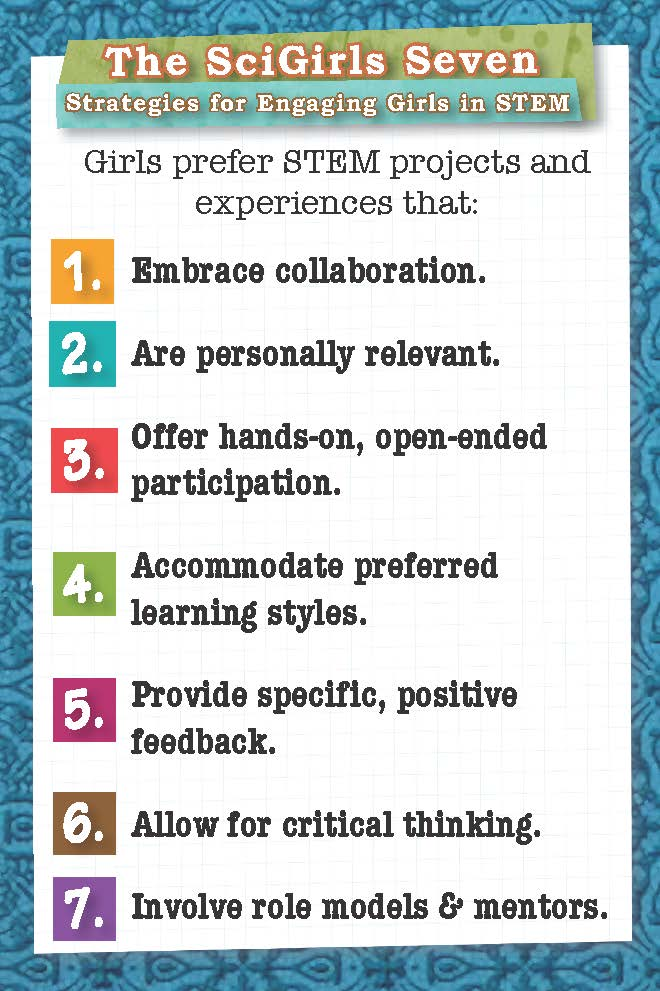 The SciGirls Seven
Strategies for Engaging Girls in STEM
Girls prefer STEM projects and
experiences that:
1. Embrace collaboration.
2. Are personally relevant.
3. Offer hands-on, open-ended
participation.
4. Accommodate preferred
learning styles.
5. Provide specific, positive
feedback.
6. Allow for critical thinking.
7. Involve role models & mentors.